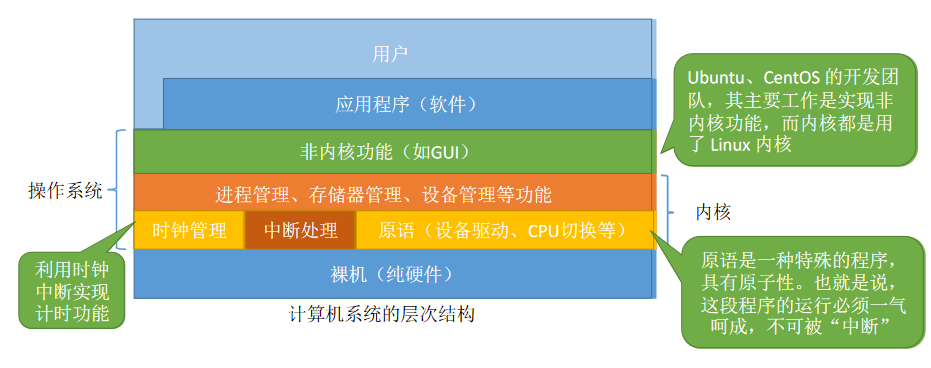 用户
应用程序（软件）
非内核功能（如GUI）
进程管理、存储器管理、设备管理等功能
时钟管理
中断处理
原语（设备驱动、CPU切换等）
裸机（纯硬件）
计算机系统的层次结构
操作系统
内核
利用时钟
中断实现
计时功能
Ubuntu、CentOS 的开发团
队，其主要工作是实现非
内核功能，而内核都是用
了 Linux 内核
原语是一种特殊的程序，
具有原子性。也就是说，
这段程序的运行必须一气
呵成，不可被“中断”